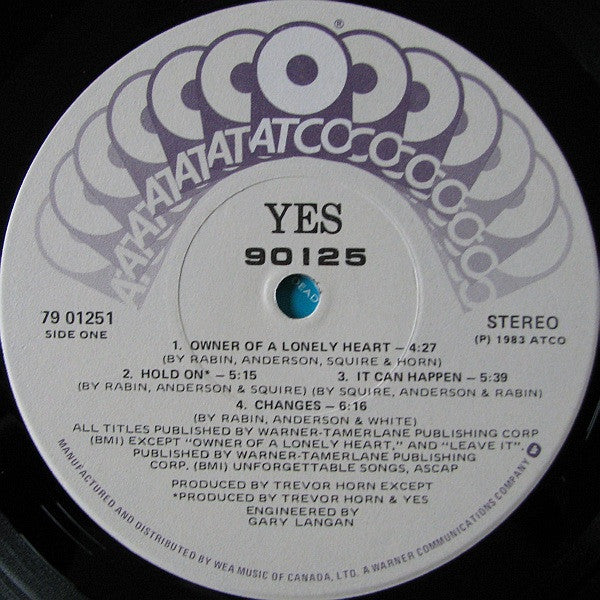 ®
ATCO
YES
90125
79 01251
SIDE ONE
STEREO
(P) 1983 ATCO
DEAD
1. OWNER OF A LONELY HEART – 4:27
(BY RABIN, ANDERSON, SQUIRE & HORN)
2. HOLD ON* – 5:15 3. IT CAN HAPPEN – 5:39
(BY RABIN, ANDERSON & SQUIRE) (BY SQUIRE, ANDERSON & RABIN)
4. CHANGES – 6:16
(BY RABIN, ANDERSON & WHITE)
ALL TITLES PUBLISHED BY WARNER-TAMERLANE PUBLISHING CORP
(BMI) EXCEPT "OWNER OF A LONELY HEART," AND "LEAVE IT".
PUBLISHED BY WARNER-TAMERLANE PUBLISHING
CORP. (BMI) UNFORGETTABLE SONGS, ASCAP
PRODUCED BY TREVOR HORN EXCEPT
*PRODUCED BY TREVOR HORN & YES
ENGINEERED BY
GARY LANGAN
MANUFACTURED AND DISTRIBUTED BY WEA MUSIC OF CANADA, LTD. A WARNER COMMUNICATIONS COMPANY